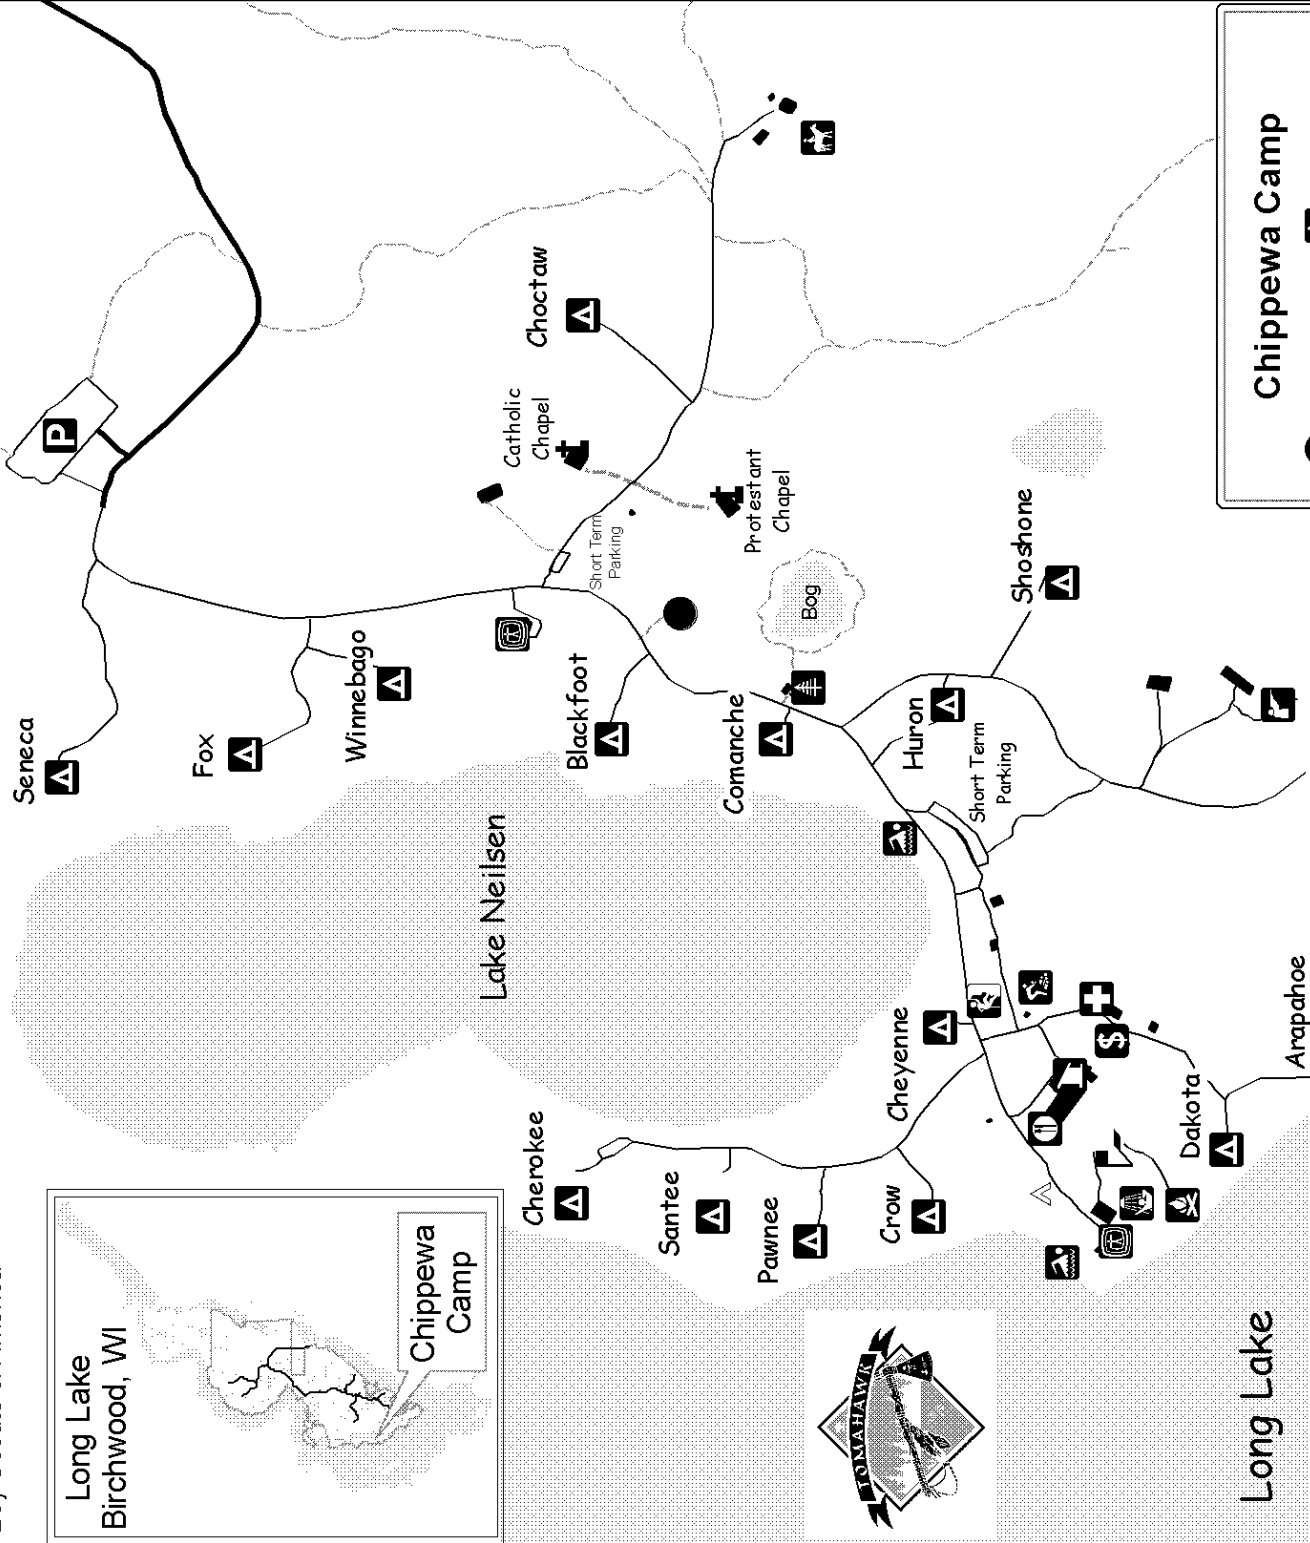 Long Lake
Birchwood, WI
Chippewa
Camp
Seneca
Fox
Winnebago
Lake Neilsen
Cherokee
Santee
Pawnee
Crow
Cheyenne
Blackfoot
Comanche
Choctaw
Catholic
Chapel
Short Term
Parking
Protestant
Chapel
Bog
Shoshone
Huron
Short Term
Parking
P
$
Dakota
Arapahoe
TOMAHAWK
Long Lake
Chippewa Camp